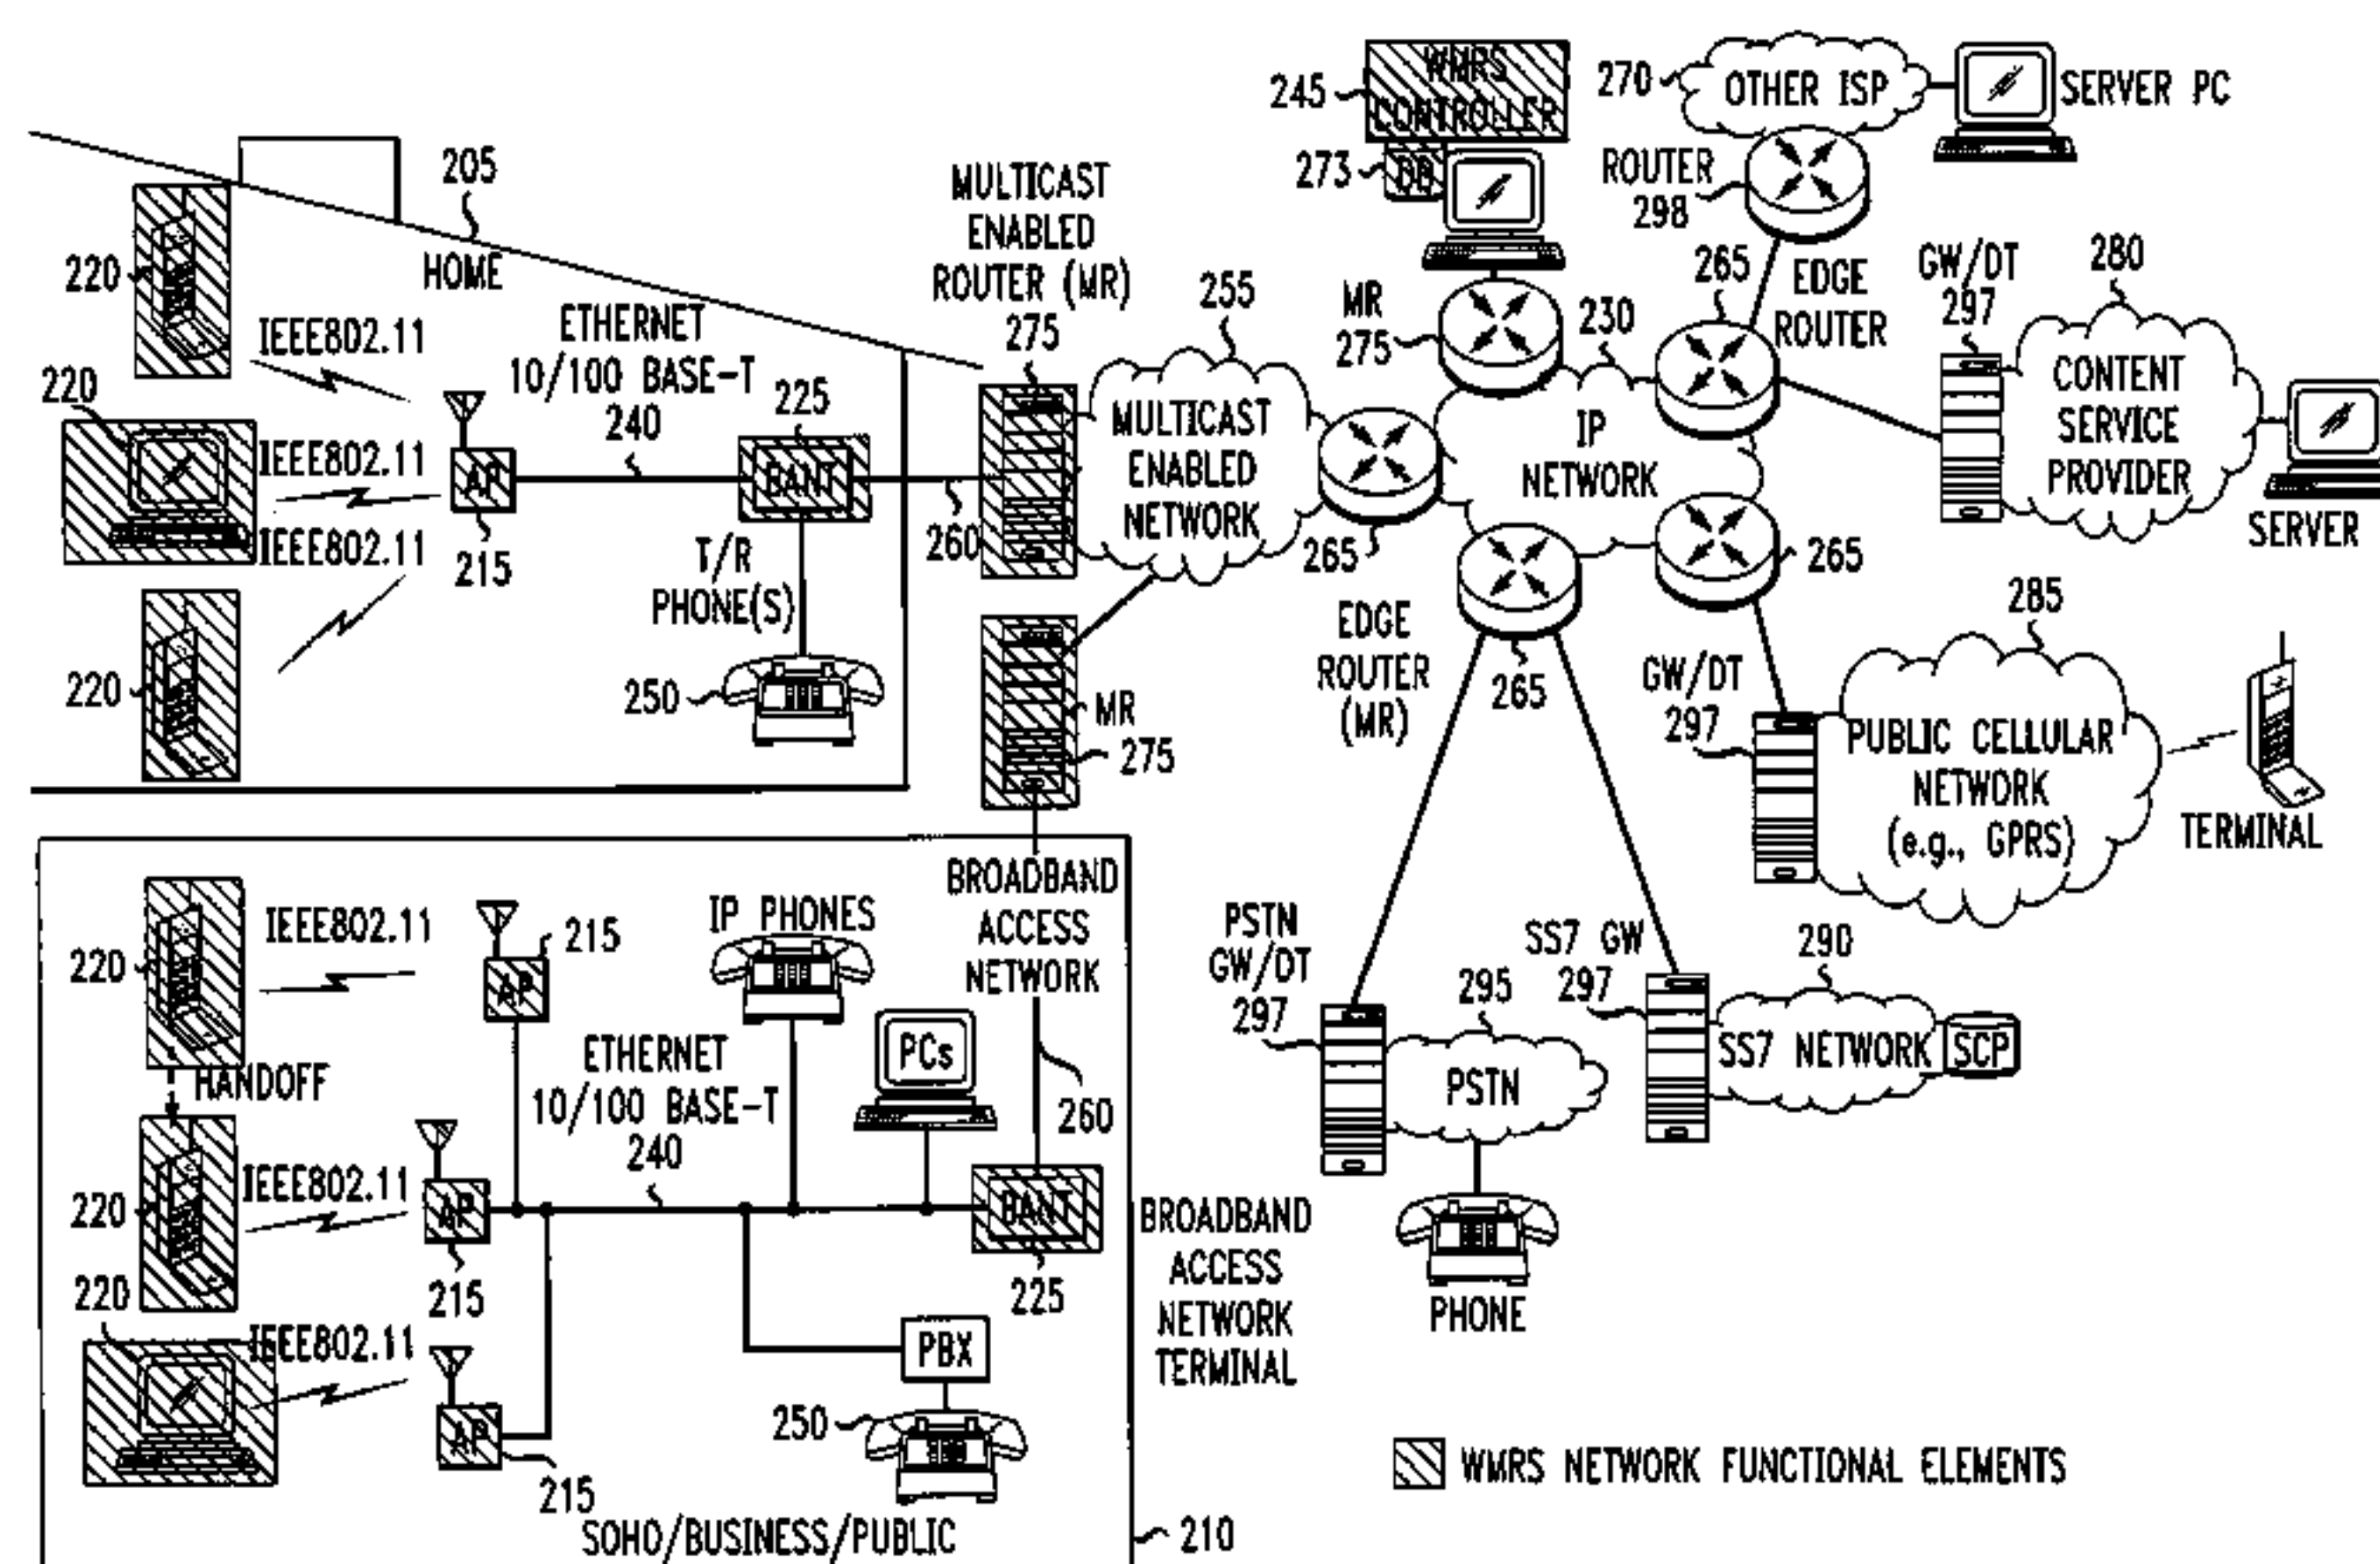 WMRS
CONTROLLER
245
DB
273
270
OTHER ISP
SERVER PC
ROUTER
298
205
HOME
220
IEEE802.11
ETHERNET
10/100 BASE-T
240
225
BANT
220
IEEE802.11
AP
215
IEEE802.11
220
T/R
PHONE(S)
250
260
MULTICAST
ENABLED
ROUTER (MR)
275
255
MULTICAST
ENABLED
NETWORK
MR
275
230
IP
NETWORK
265
EDGE
ROUTER
265
265
265
EDGE
ROUTER
(MR)
GW/DT
297
280
CONTENT
SERVICE
PROVIDER
SERVER
GW/DT
297
285
PUBLIC CELLULAR
NETWORK
(e.g., GPRS)
TERMINAL
MR
275
BROADBAND
ACCESS
NETWORK
260
220
IEEE802.11
215
AP
HANDOFF
IP PHONES
ETHERNET
10/100 BASE-T
240
PCs
220
IEEE802.11
AP
215
BANT
225
220
IEEE802.11
AP
215
PBX
250
SOHO/BUSINESS/PUBLIC
210
BROADBAND
ACCESS
NETWORK
TERMINAL
PSTN
GW/DT
297
295
PSTN
PHONE
SS7 GW
297
290
SS7 NETWORK
SCP
WMRS NETWORK FUNCTIONAL ELEMENTS